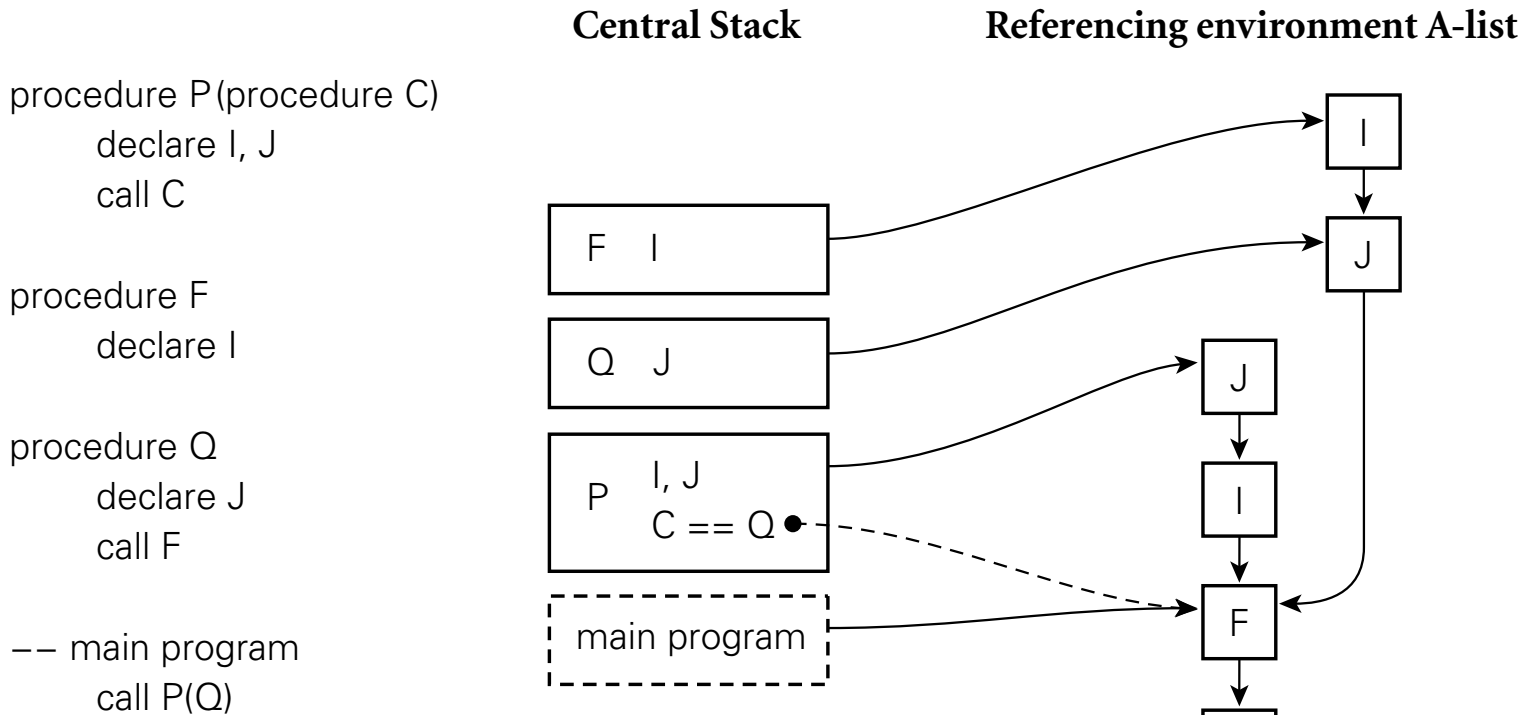 Central Stack
Referencing environment A-list
procedure P(procedure C)
declare I, J
call C
procedure F
declare I
procedure Q
declare J
call F
-- main program
call P(Q)
F I
Q J
P
I, J
C == Q
main program
I
J
J
I
F